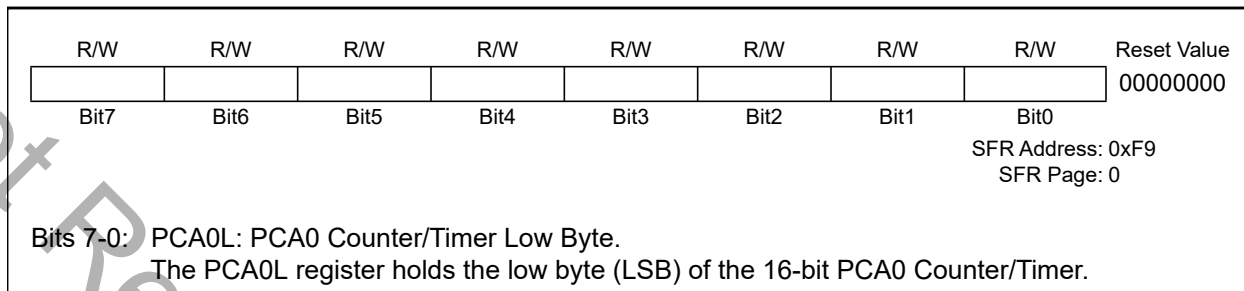 R/W R/W R/W R/W R/W R/W R/W R/W Reset Value
00000000
Bit7 Bit6 Bit5 Bit4 Bit3 Bit2 Bit1 Bit0
SFR Address: 0xF9
SFR Page: 0
Bits 7-0: PCA0L: PCA0 Counter/Timer Low Byte.
The PCA0L register holds the low byte (LSB) of the 16-bit PCA0 Counter/Timer.